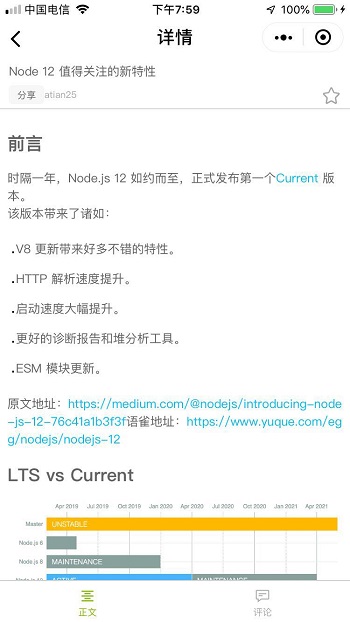 中国电信 下午7:59 100%
详情
Node 12 值得关注的新特性
分享 atian25
前言
时隔一年，Node.js 12 如约而至，正式发布第一个Current 版
本。
该版本带来了诸如：
.V8 更新带来好多不错的特性。
.HTTP 解析速度提升。
.启动速度大幅提升。
.更好的诊断报告和堆分析工具。
.ESM 模块更新。
原文地址：https://medium.com/@nodejs/introducing-node
-js-12-76c41a1b3f3f语雀地址：https://www.yuque.com/eg
g/nodejs/nodejs-12
LTS vs Current
Apr 2019 Jul 2019 Oct 2019 Jan 2020 Apr 2020 Jul 2020 Oct 2020 Jan 2021 Apr 2021
Master UNSTABLE
Node.js 6
Node.js 8 MAINTENANCE
Node.js 10 ACTIVE MAINTENANCE
正文 评论